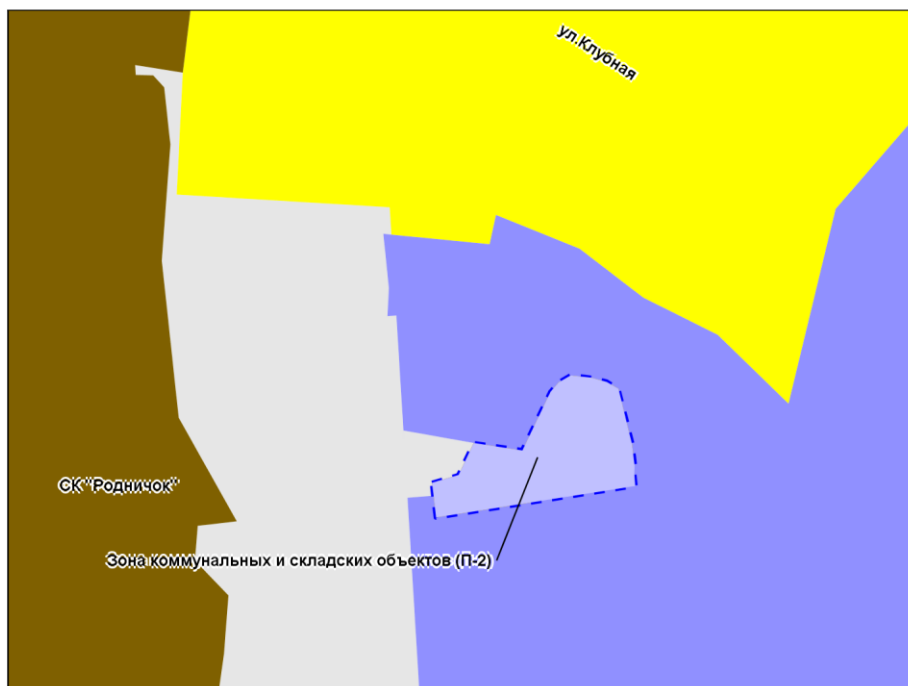 ул.Клубная
СК "Родничок"
Зона коммунальных и складских объектов (П-2)